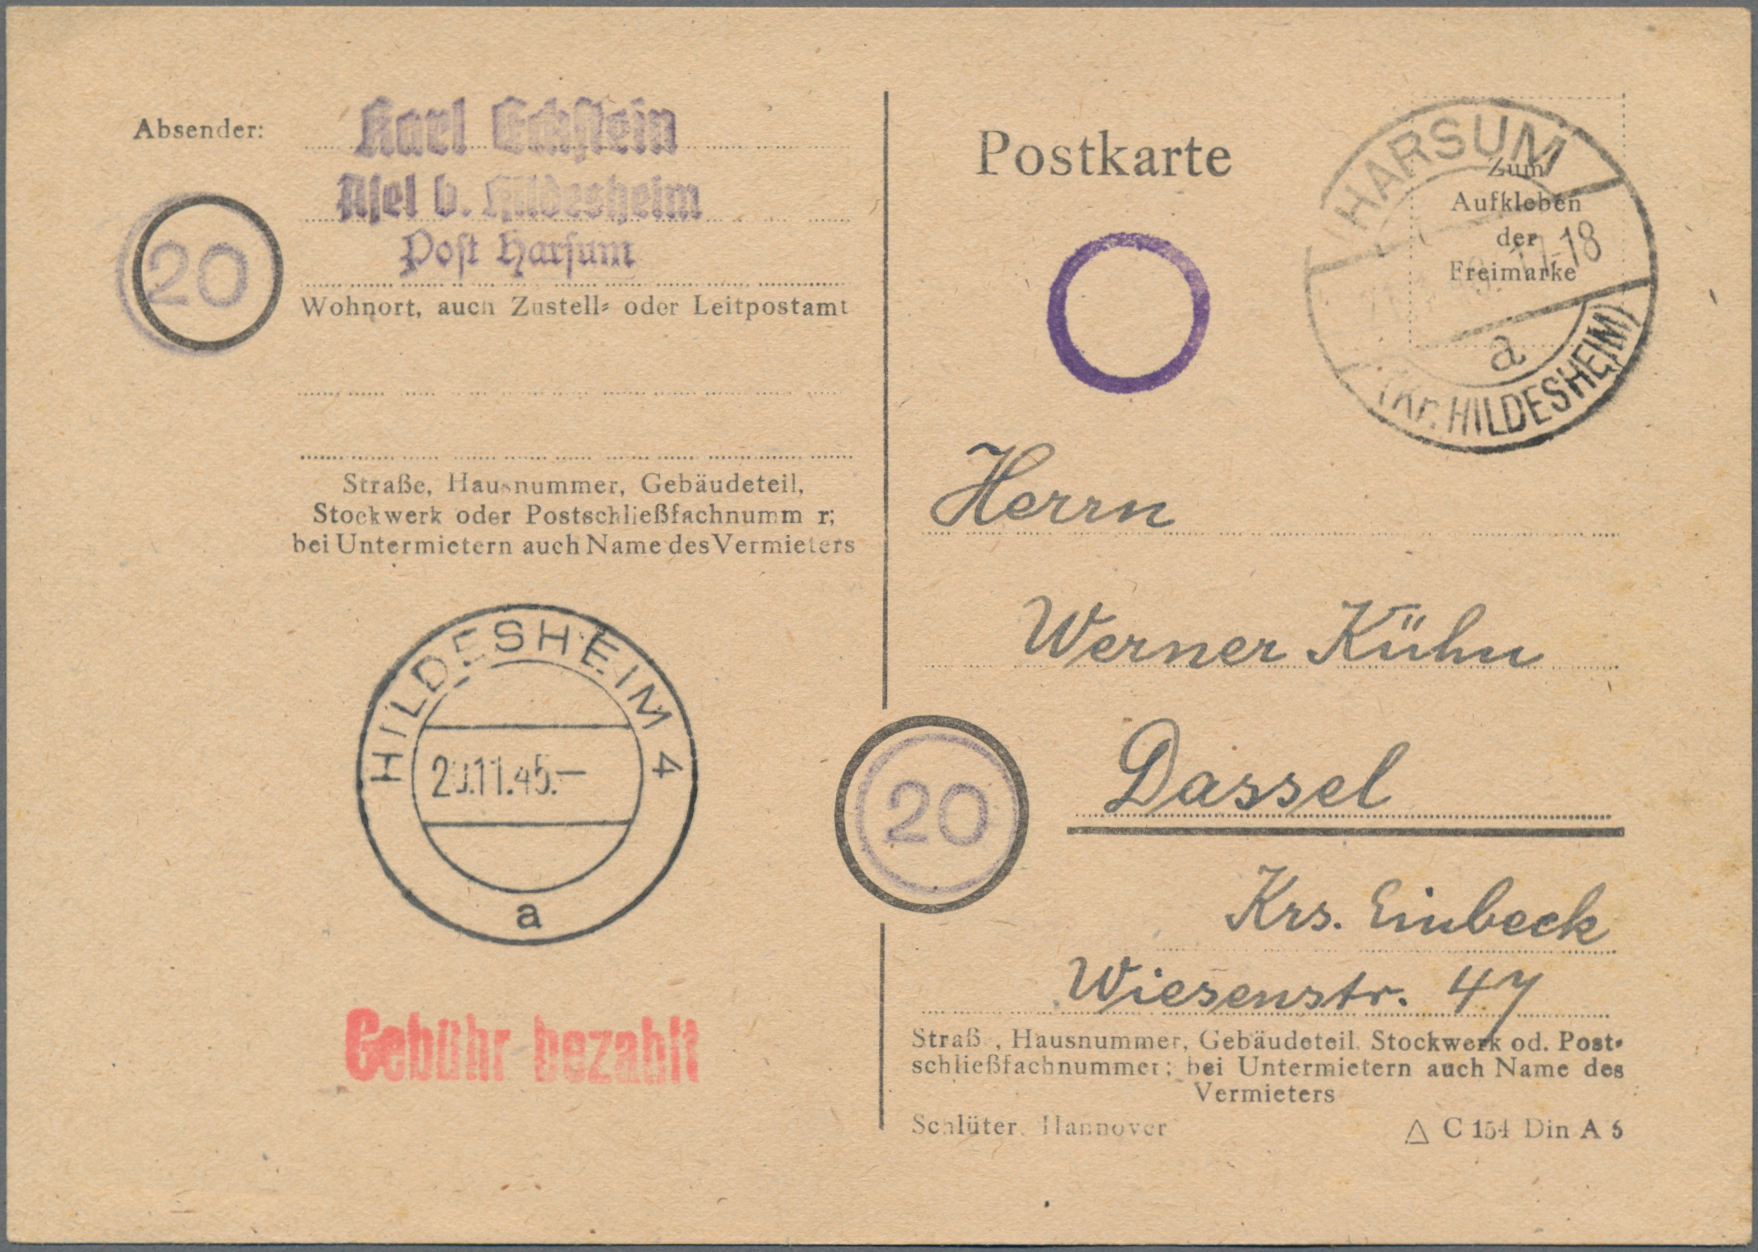 Absender:
Karl Eckstein
Asel b. Hildesheim
Post Harsum
20
Wohnort, auch Zustell- oder Leitpostamt
Straße, Hausnummer, Gebäudeteil,
Stockwerk oder Postschließfachnumm r;
bei Untermietern auch Name des Vermieters
HILDESHEIM 4
20.11.45.–
a
Gebühr bezahlt
Postkarte
HARSUM
17-18
a
(Kr. HILDESHEIM)
Zum
Aufkleben
der
Freimarke
Herrn
Werner Kühn
Dassel
20
Krs. Einbeck
Wiesenstr. 47
Straß , Hausnummer, Gebäudeteil, Stockwerk od. Post-
schließfachnummer; bei Untermietern auch Name des
Vermieters
Schlüter, Hannover
△ C 154 Din A 6